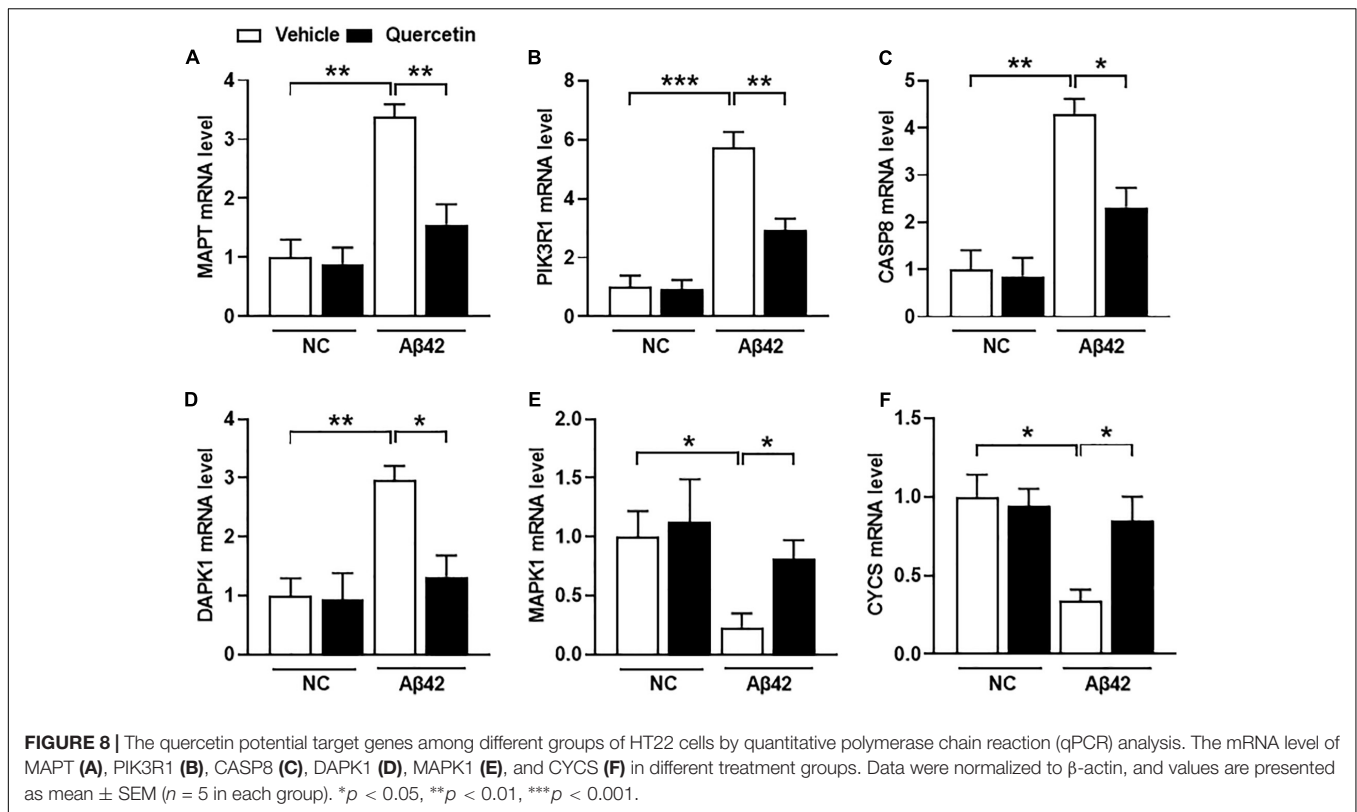 Vehicle Quercetin
A
** **
4
3
2
1
0
MAPT mRNA level
NC Aβ42
B
*** **
8
6
4
2
0
PIK3R1 mRNA level
NC Aβ42
C
** *
5
4
3
2
1
0
CASP8 mRNA level
NC Aβ42
D
** *
4
3
2
1
0
DAPK1 mRNA level
NC Aβ42
E
* *
2.0
1.5
1.0
0.5
0.0
MAPK1 mRNA level
NC Aβ42
F
* *
1.5
1.0
0.5
0.0
CYCS mRNA level
NC Aβ42
FIGURE 8 | The quercetin potential target genes among different groups of HT22 cells by quantitative polymerase chain reaction (qPCR) analysis. The mRNA level of
MAPT (A), PIK3R1 (B), CASP8 (C), DAPK1 (D), MAPK1 (E), and CYCS (F) in different treatment groups. Data were normalized to β-actin, and values are presented
as mean ± SEM (n = 5 in each group). *p < 0.05, **p < 0.01, ***p < 0.001.